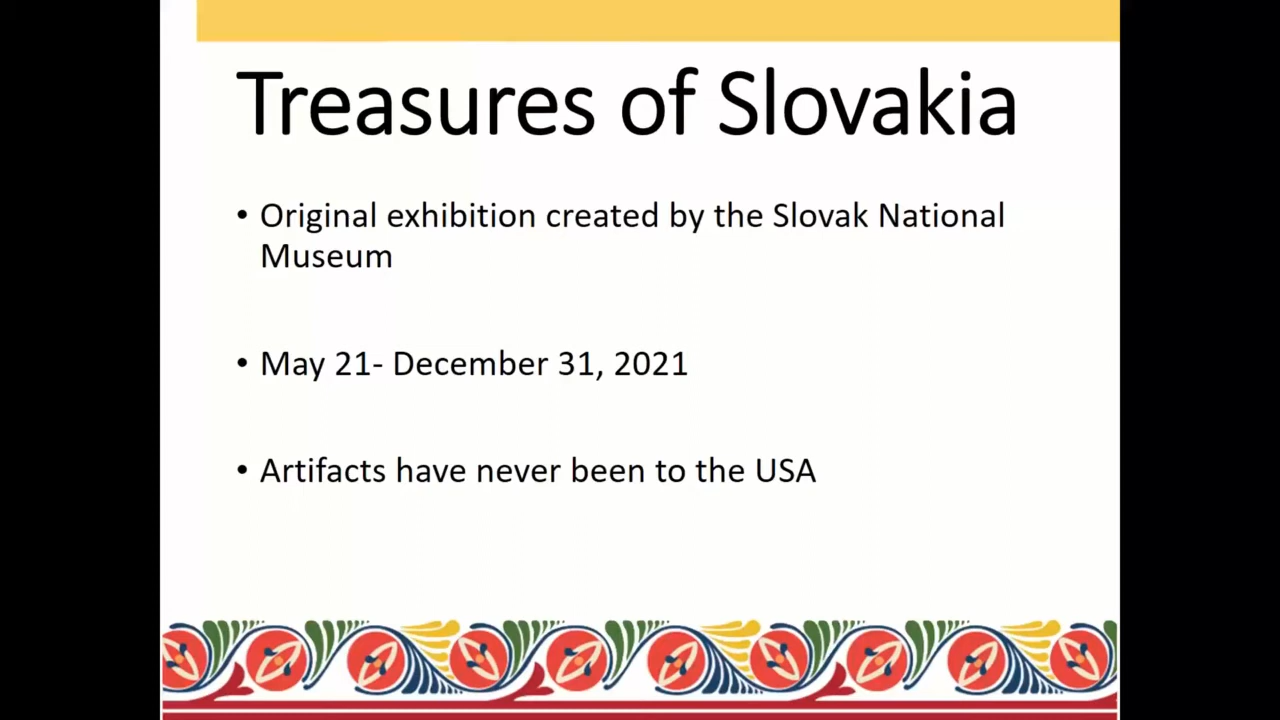 Treasures of Slovakia
• Original exhibition created by the Slovak National
Museum
• May 21- December 31, 2021
• Artifacts have never been to the USA